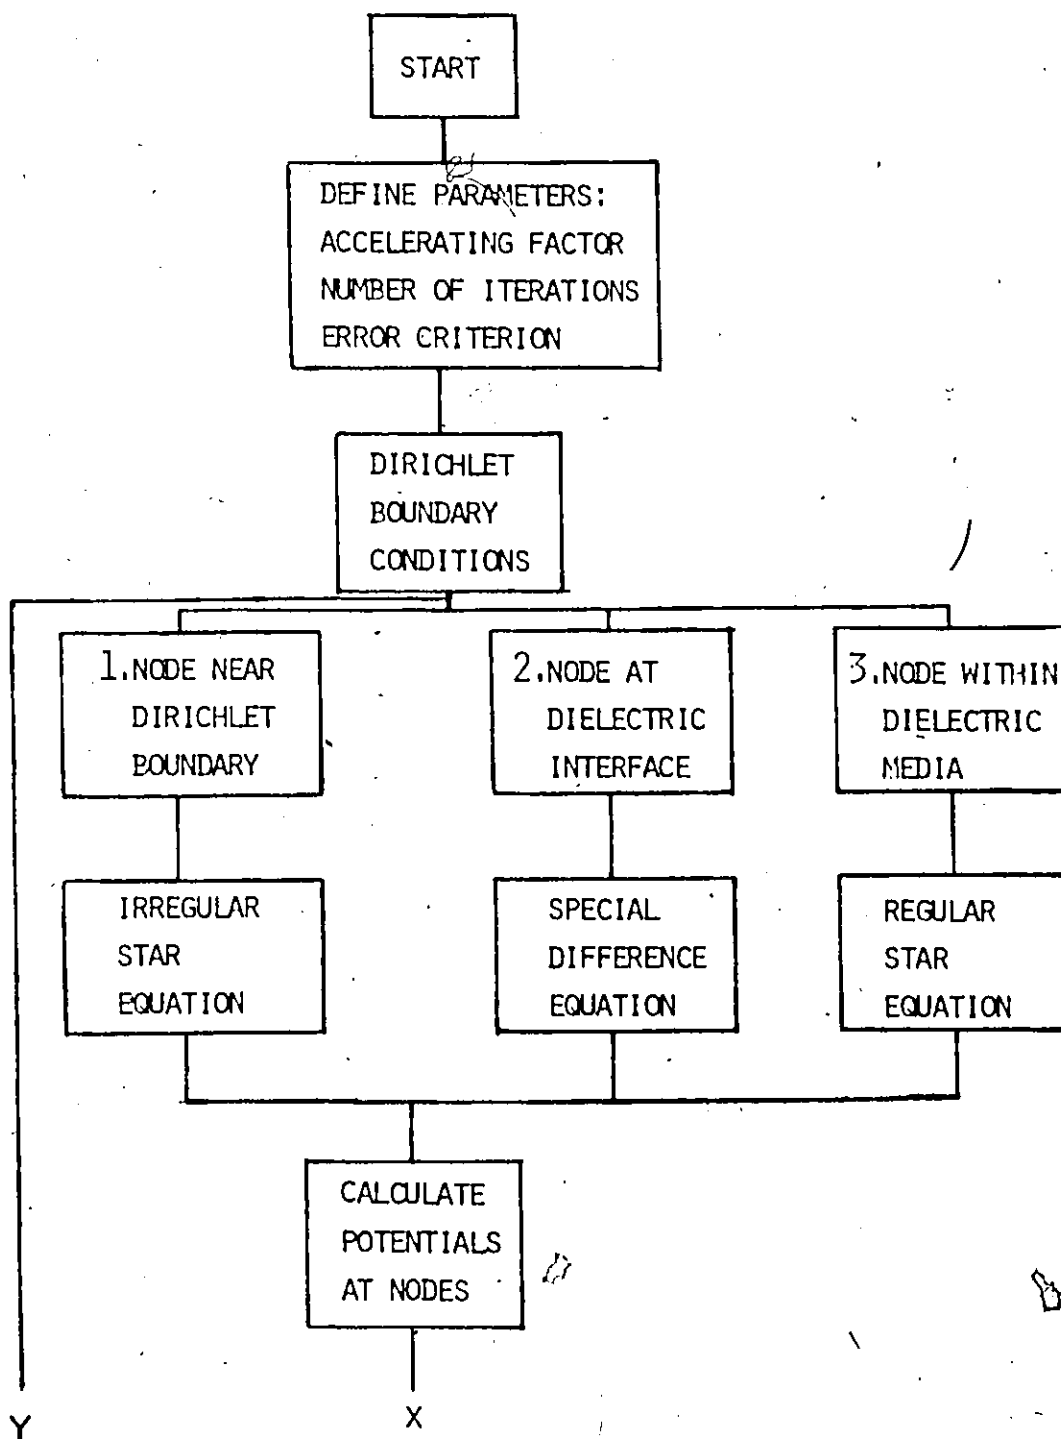 START
DEFINE PARAMETERS:
ACCELERATING FACTOR
NUMBER OF ITERATIONS
ERROR CRITERION
DIRICHLET
BOUNDARY
CONDITIONS
1.NODE NEAR
DIRICHLET
BOUNDARY
2.NODE AT
DIELECTRIC
INTERFACE
3.NODE WITHIN
DIELECTRIC
MEDIA
IRREGULAR
STAR
EQUATION
SPECIAL
DIFFERENCE
EQUATION
REGULAR
STAR
EQUATION
CALCULATE
POTENTIALS
AT NODES
Y
X